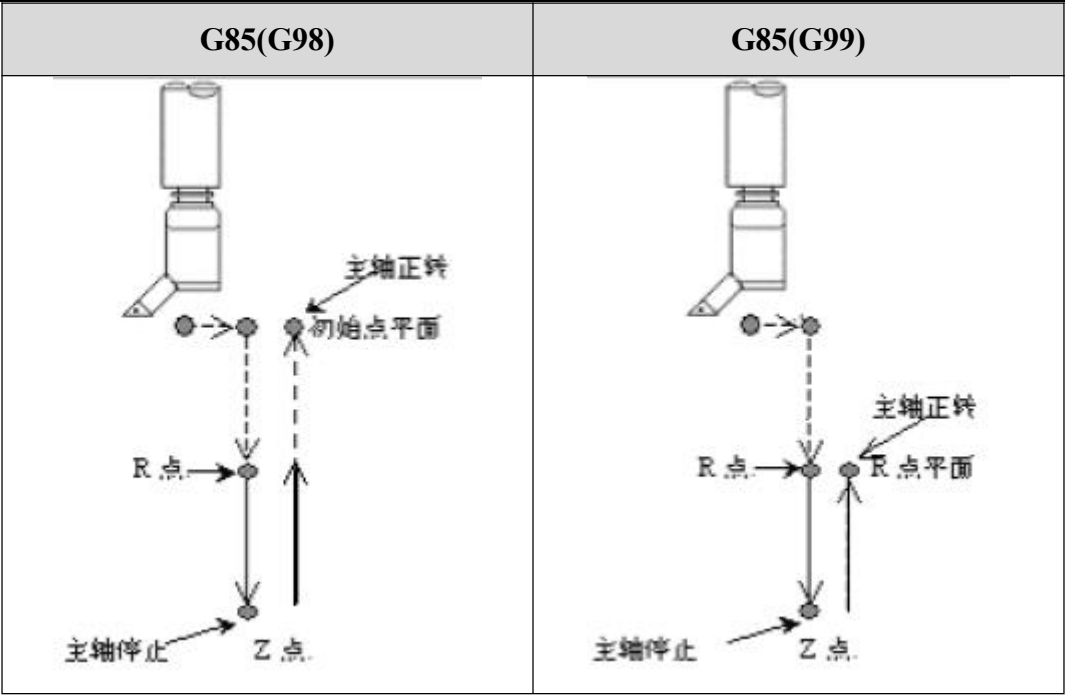 G85(G98)
G85(G99)
主轴正转
初始点平面
R 点
主轴停止
Z 点
主轴正转
R 点
R 点平面
主轴停止
Z 点